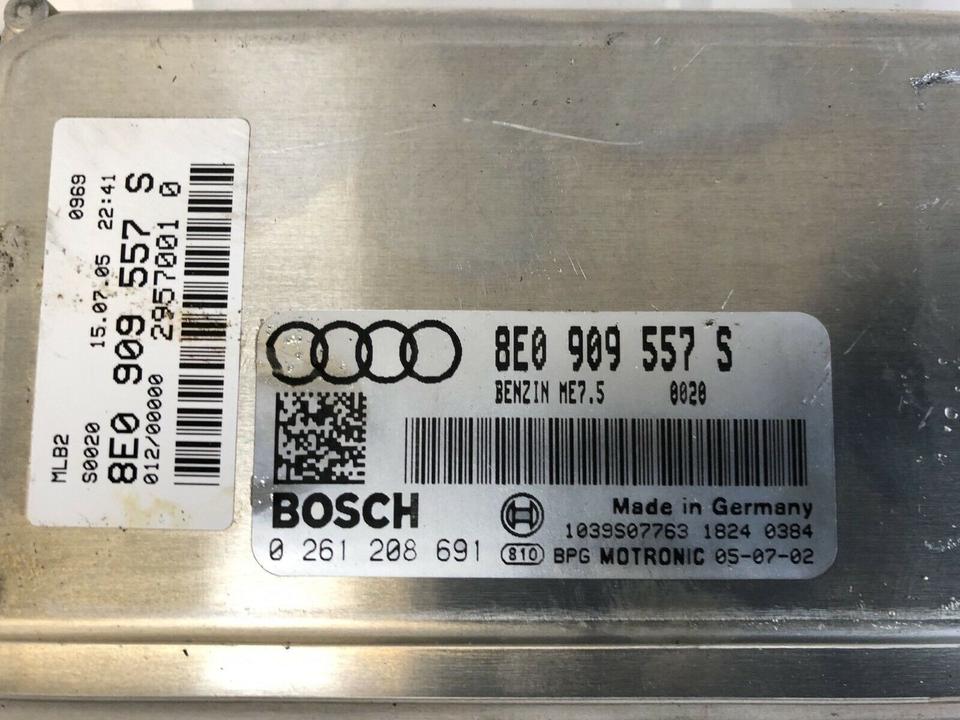 MLB2 0969
S0020 15.07.05 22:41
8E0 909 557 S
012/00000 2957001 0
8E0 909 557 S
BENZIN ME7.5 0020
BOSCH
Made in Germany
1039S07763 1824 0384
0 261 208 691 810 BPG MOTRONIC 05-07-02